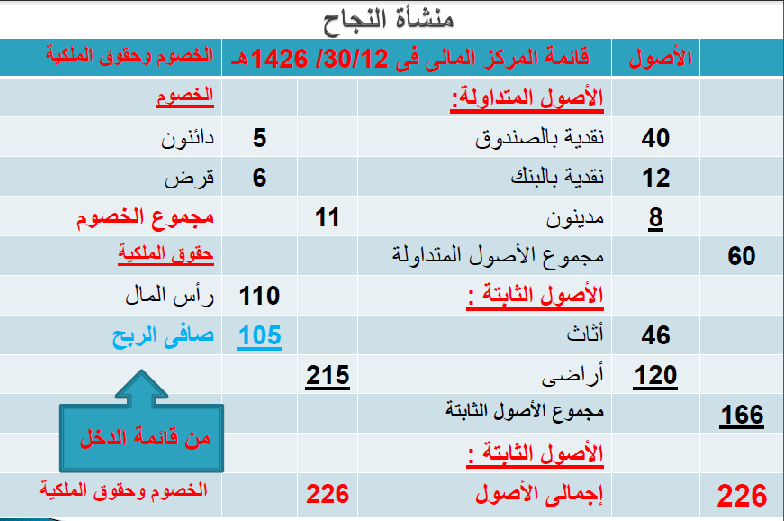 منشأة النجاح
الأصول قائمة المركز المالى فى 30/12/ 1426هـ الخصوم وحقوق الملكية
الأصول المتداولة: الخصوم
40 نقدية بالصندوق 5 دائنون
12 نقدية بالبنك 6 قرض
8 مدينون 11 مجموع الخصوم
60 مجموع الأصول المتداولة حقوق الملكية
الأصول الثابتة : 110 رأس المال
46 أثاث 105 صافى الربح
120 أراضى 215
166 مجموع الأصول الثابتة
من قائمة الدخل
الأصول الثابتة :
226 إجمالى الأصول 226 الخصوم وحقوق الملكية